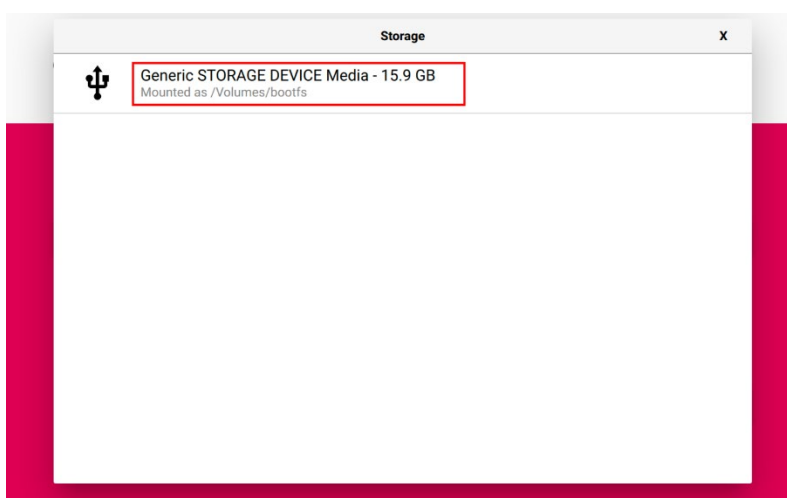 Storage
X
Generic STORAGE DEVICE Media - 15.9 GB
Mounted as /Volumes/bootfs